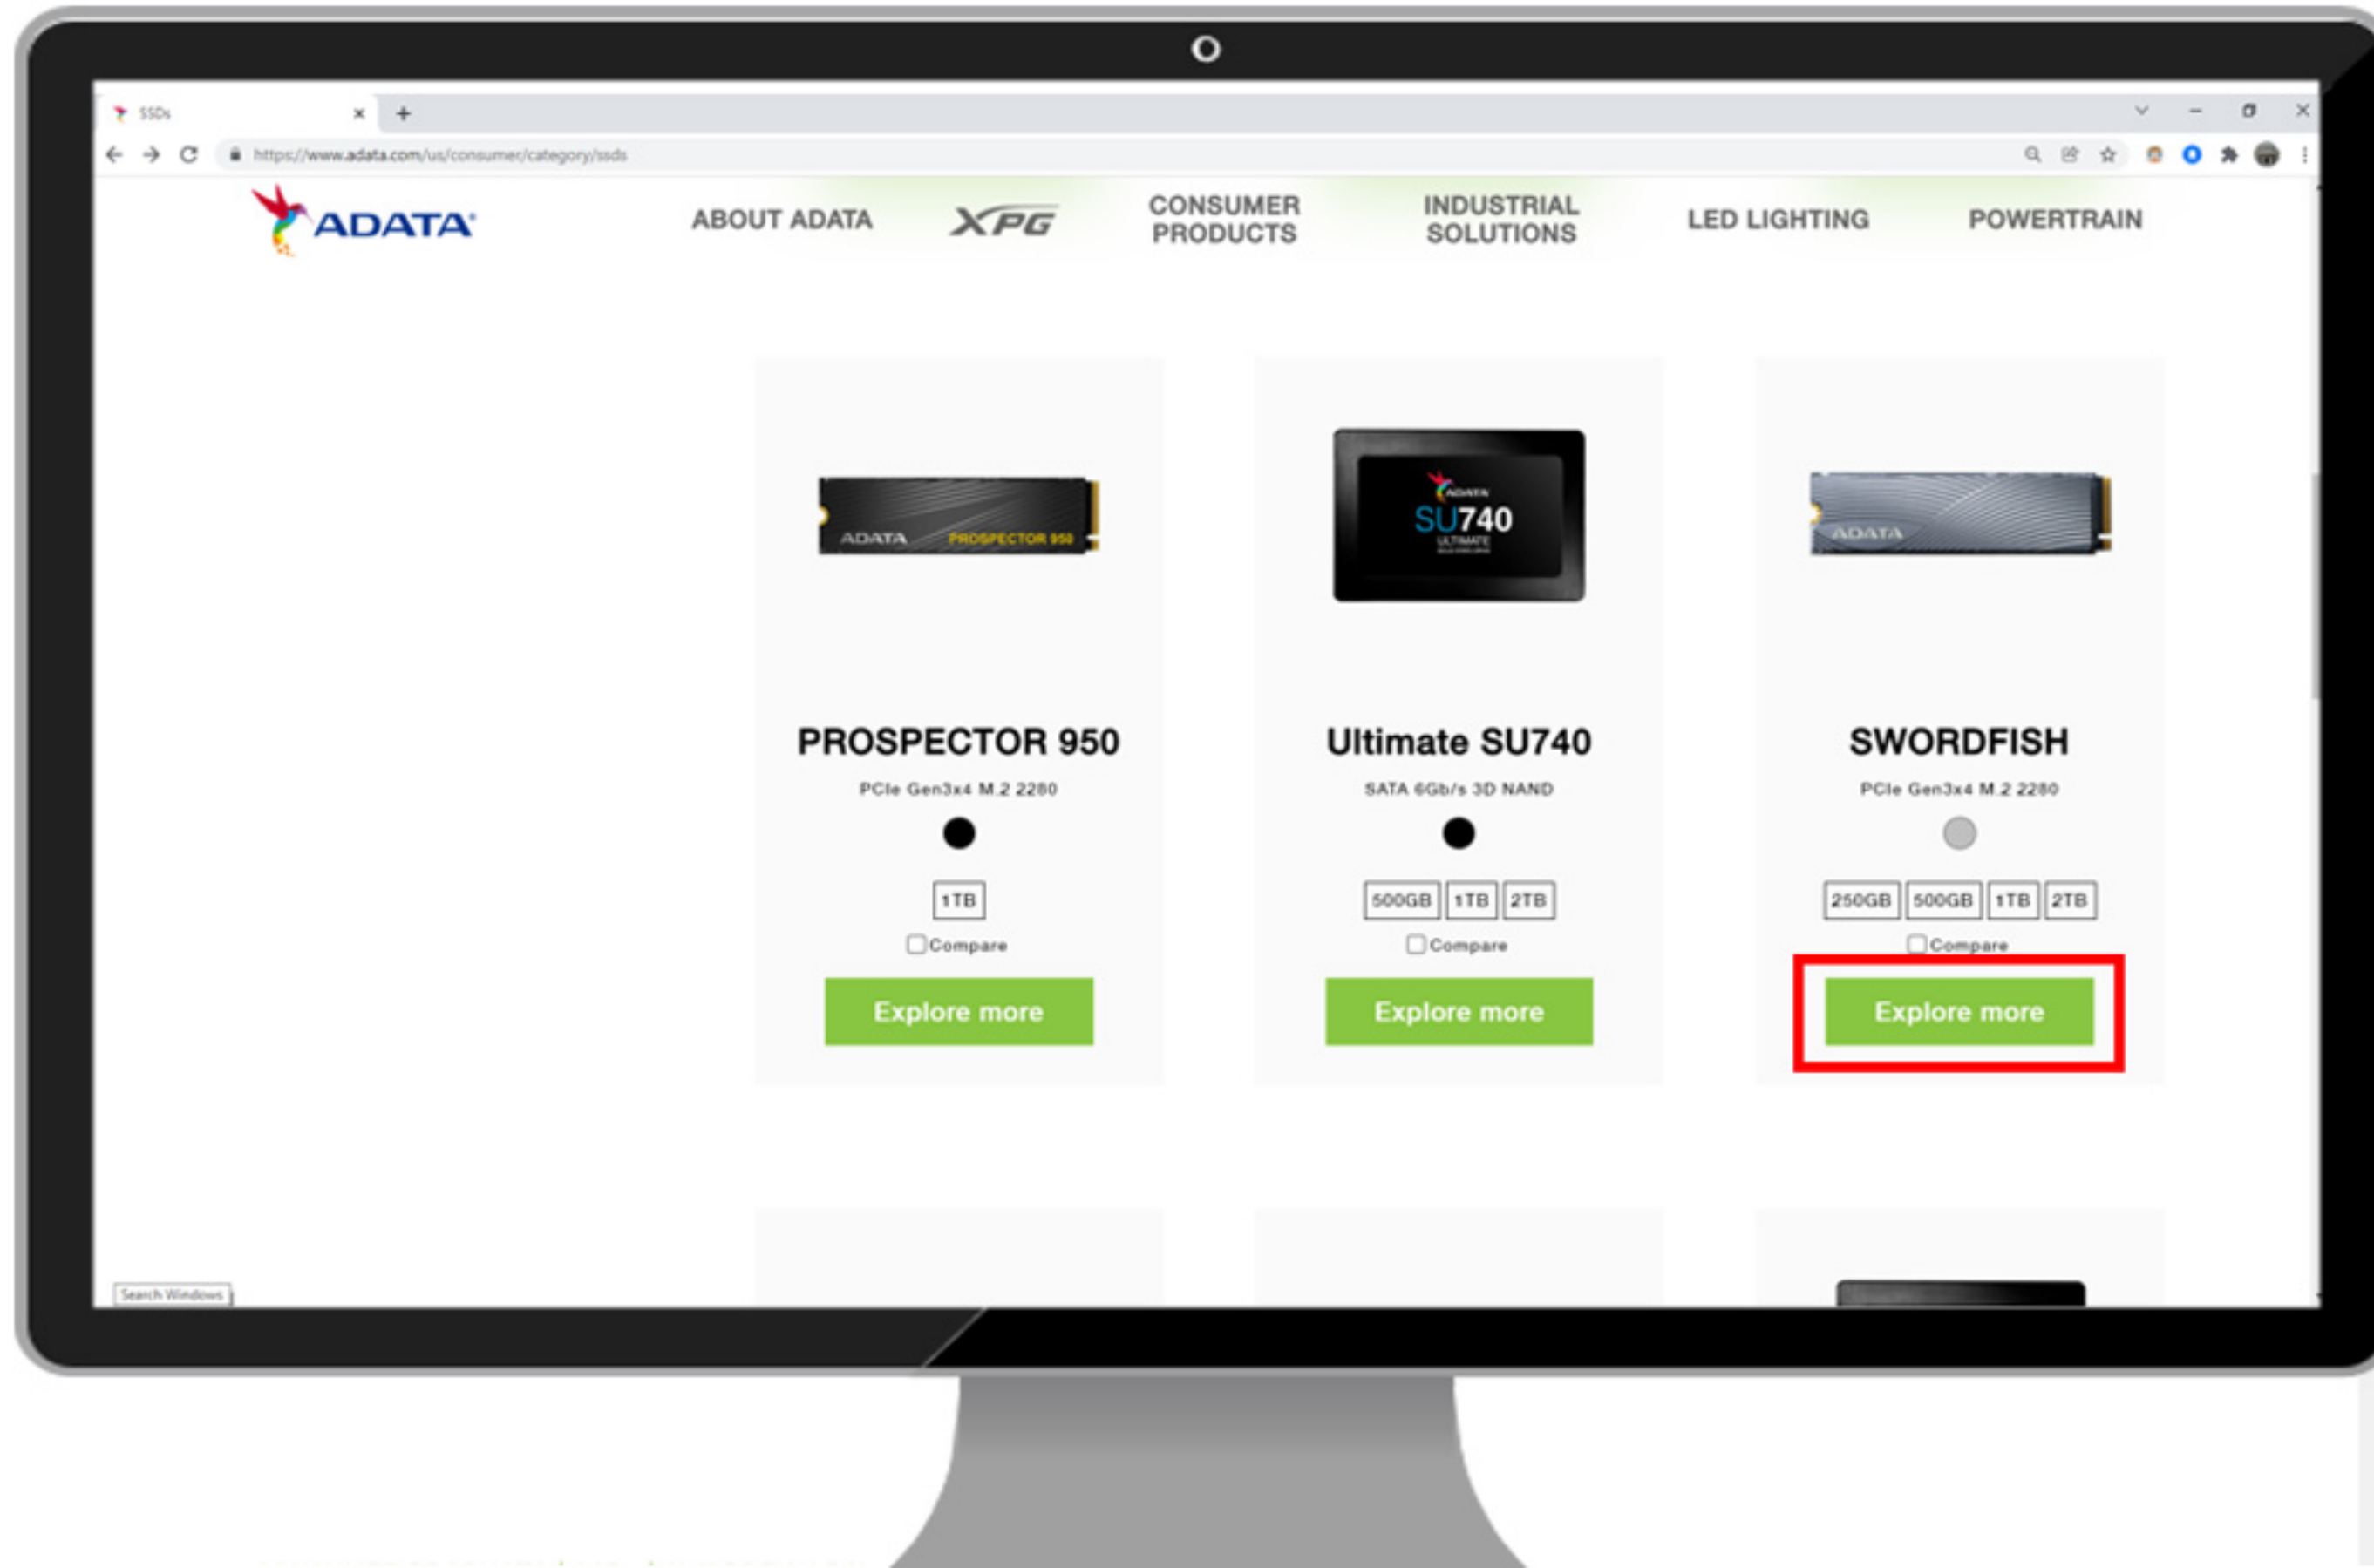 SSDs
https://www.adata.com/us/consumer/category/ssds
ADATA
ABOUT ADATA
XPG
CONSUMER
PRODUCTS
INDUSTRIAL
SOLUTIONS
LED LIGHTING
POWERTRAIN
ADATA PROSPECTOR 950
ADATA
SU740
ULTIMATE
ADATA
PROSPECTOR 950
PCIe Gen3x4 M.2 2280
1TB
Compare
Explore more
Ultimate SU740
SATA 6Gb/s 3D NAND
500GB 1TB 2TB
Compare
Explore more
SWORDFISH
PCIe Gen3x4 M.2 2280
250GB 500GB 1TB 2TB
Compare
Explore more
Search Windows